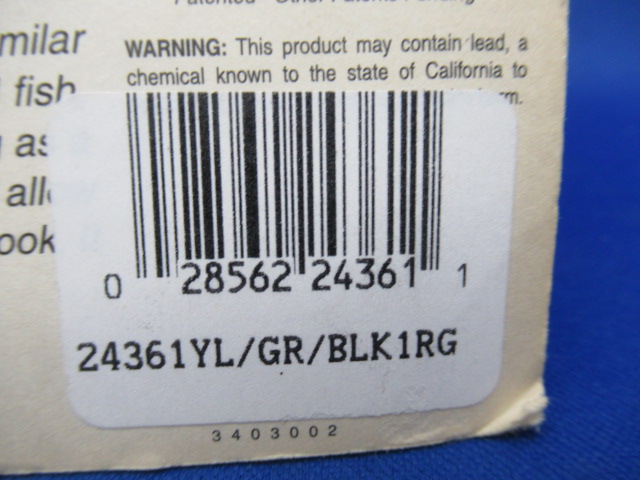 Patented Other Patents Pending
milar
fish
as
ook
WARNING: This product may contain lead, a
chemical known to the state of California to
0 28562 24361 1
24361YL/GR/BLK1RG
3403002